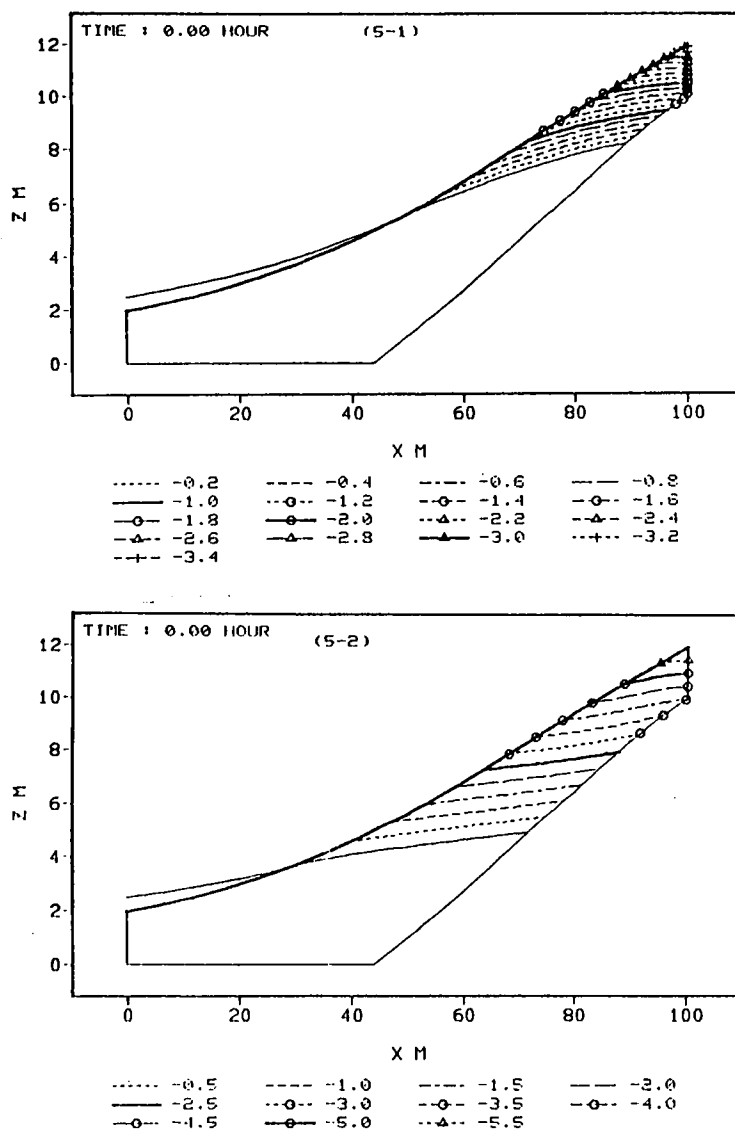 TIME : 0.00 HOUR (5-1)
12
10
8
6
4
2
0
Z M
0 20 40 60 80 100
X M
-0.2 -0.4 -0.6 -0.8
-1.0 -1.2 -1.4 -1.6
-1.8 -2.0 -2.2 -2.4
-2.6 -2.8 -3.0 -3.2
-3.4
TIME : 0.00 HOUR (5-2)
12
10
8
6
4
2
0
Z M
0 20 40 60 80 100
X M
-0.5 -1.0 -1.5 -2.0
-2.5 -3.0 -3.5 -4.0
-4.5 -5.0 -5.5